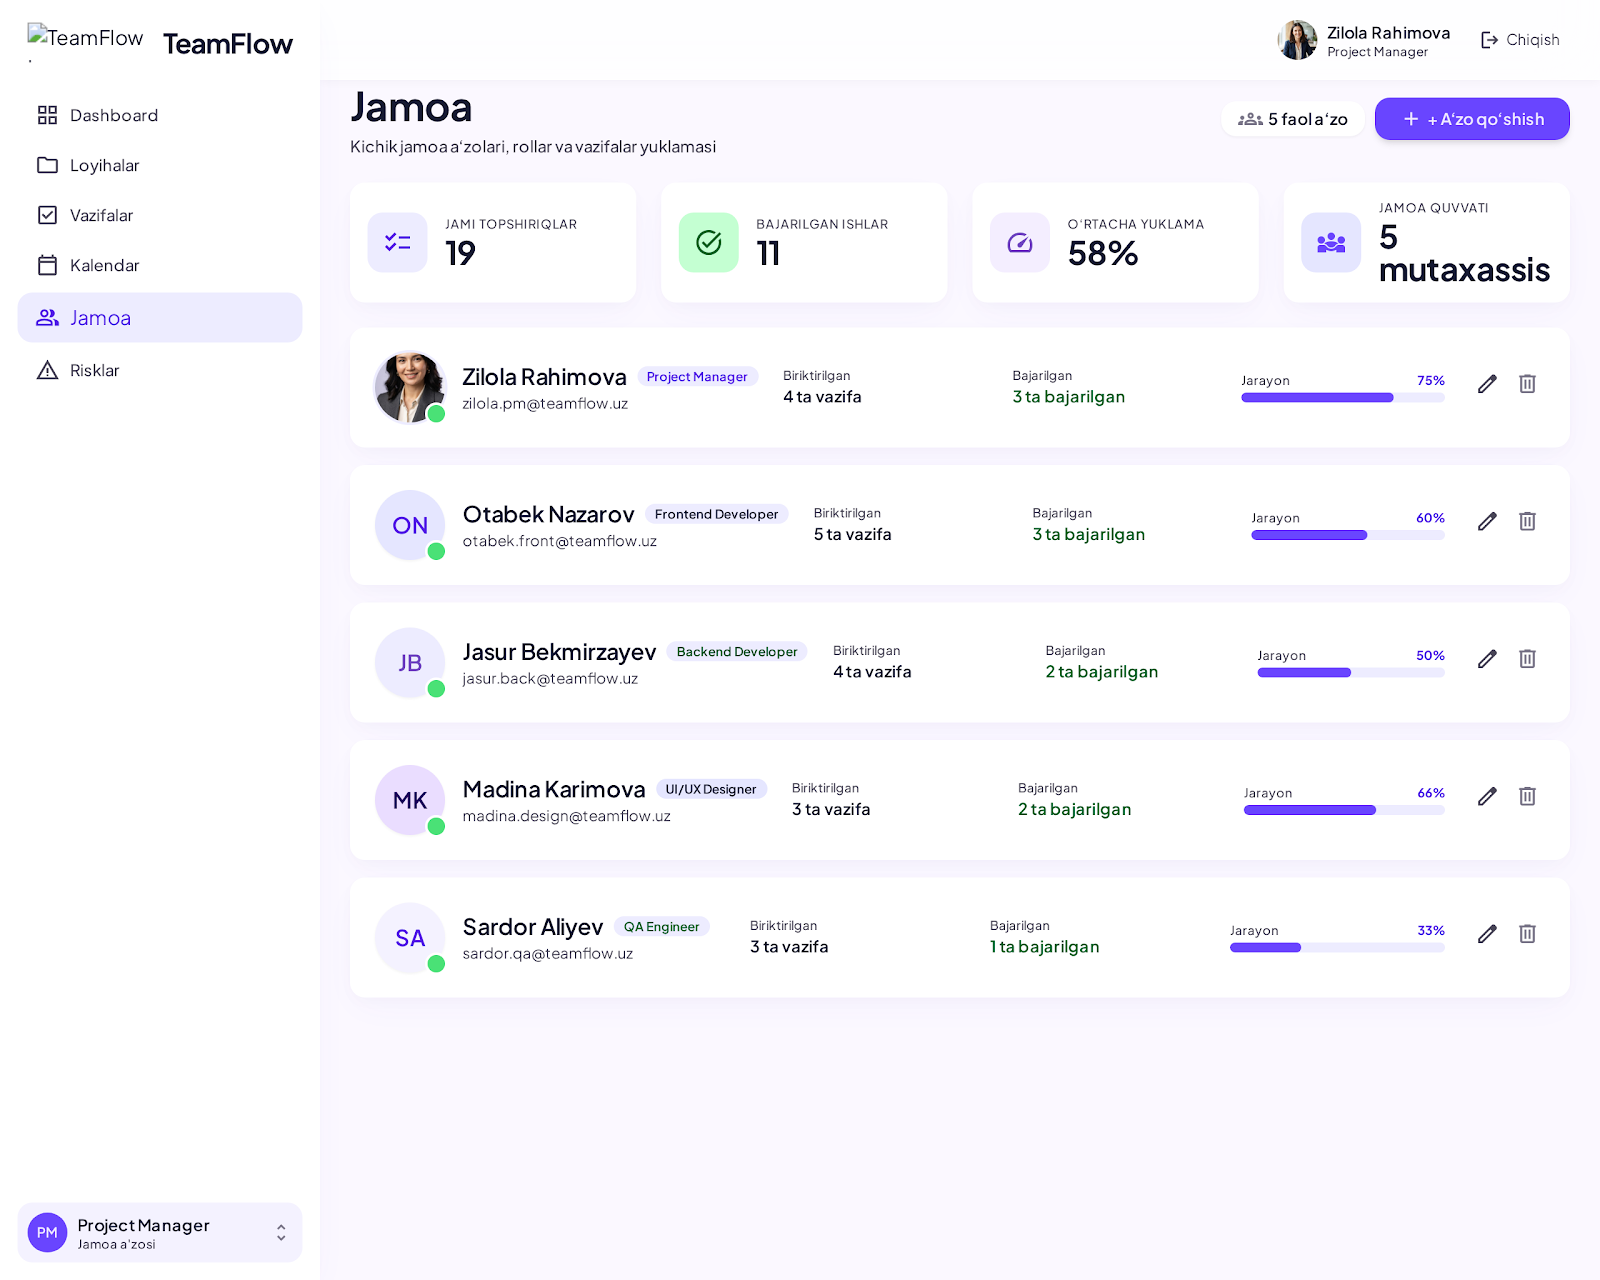 TeamFlow
TeamFlow
Dashboard
Loyihalar
Vazifalar
Kalendar
Jamoa
Risklar
PM
Project Manager
Jamoa a'zosi
Zilola Rahimova
Project Manager
Chiqish
Jamoa
Kichik jamoa a‘zolari, rollar va vazifalar yuklamasi
5 faol a‘zo
+ A‘zo qo‘shish
JAMI TOPSHIRIQLAR
19
BAJARILGAN ISHLAR
11
O‘RTACHA YUKLAMA
58%
JAMOA QUVVATI
5
mutaxassis
Zilola Rahimova
Project Manager
zilola.pm@teamflow.uz
Biriktirilgan
4 ta vazifa
Bajarilgan
3 ta bajarilgan
Jarayon
75%
ON
Otabek Nazarov
Frontend Developer
otabek.front@teamflow.uz
Biriktirilgan
5 ta vazifa
Bajarilgan
3 ta bajarilgan
Jarayon
60%
JB
Jasur Bekmirzayev
Backend Developer
jasur.back@teamflow.uz
Biriktirilgan
4 ta vazifa
Bajarilgan
2 ta bajarilgan
Jarayon
50%
MK
Madina Karimova
UI/UX Designer
madina.design@teamflow.uz
Biriktirilgan
3 ta vazifa
Bajarilgan
2 ta bajarilgan
Jarayon
66%
SA
Sardor Aliyev
QA Engineer
sardor.qa@teamflow.uz
Biriktirilgan
3 ta vazifa
Bajarilgan
1 ta bajarilgan
Jarayon
33%